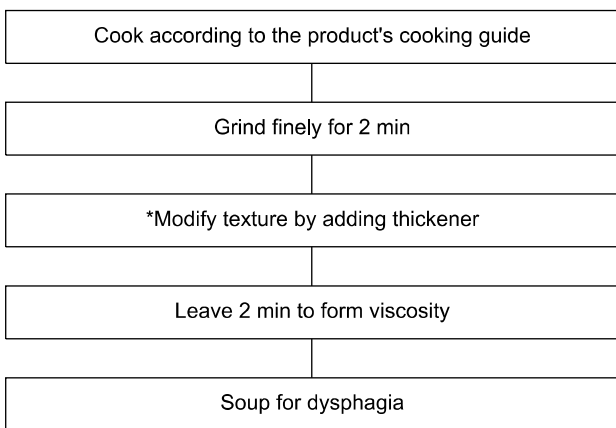 Cook according to the product's cooking guide
Grind finely for 2 min
*Modify texture by adding thickener
Leave 2 min to form viscosity
Soup for dysphagia